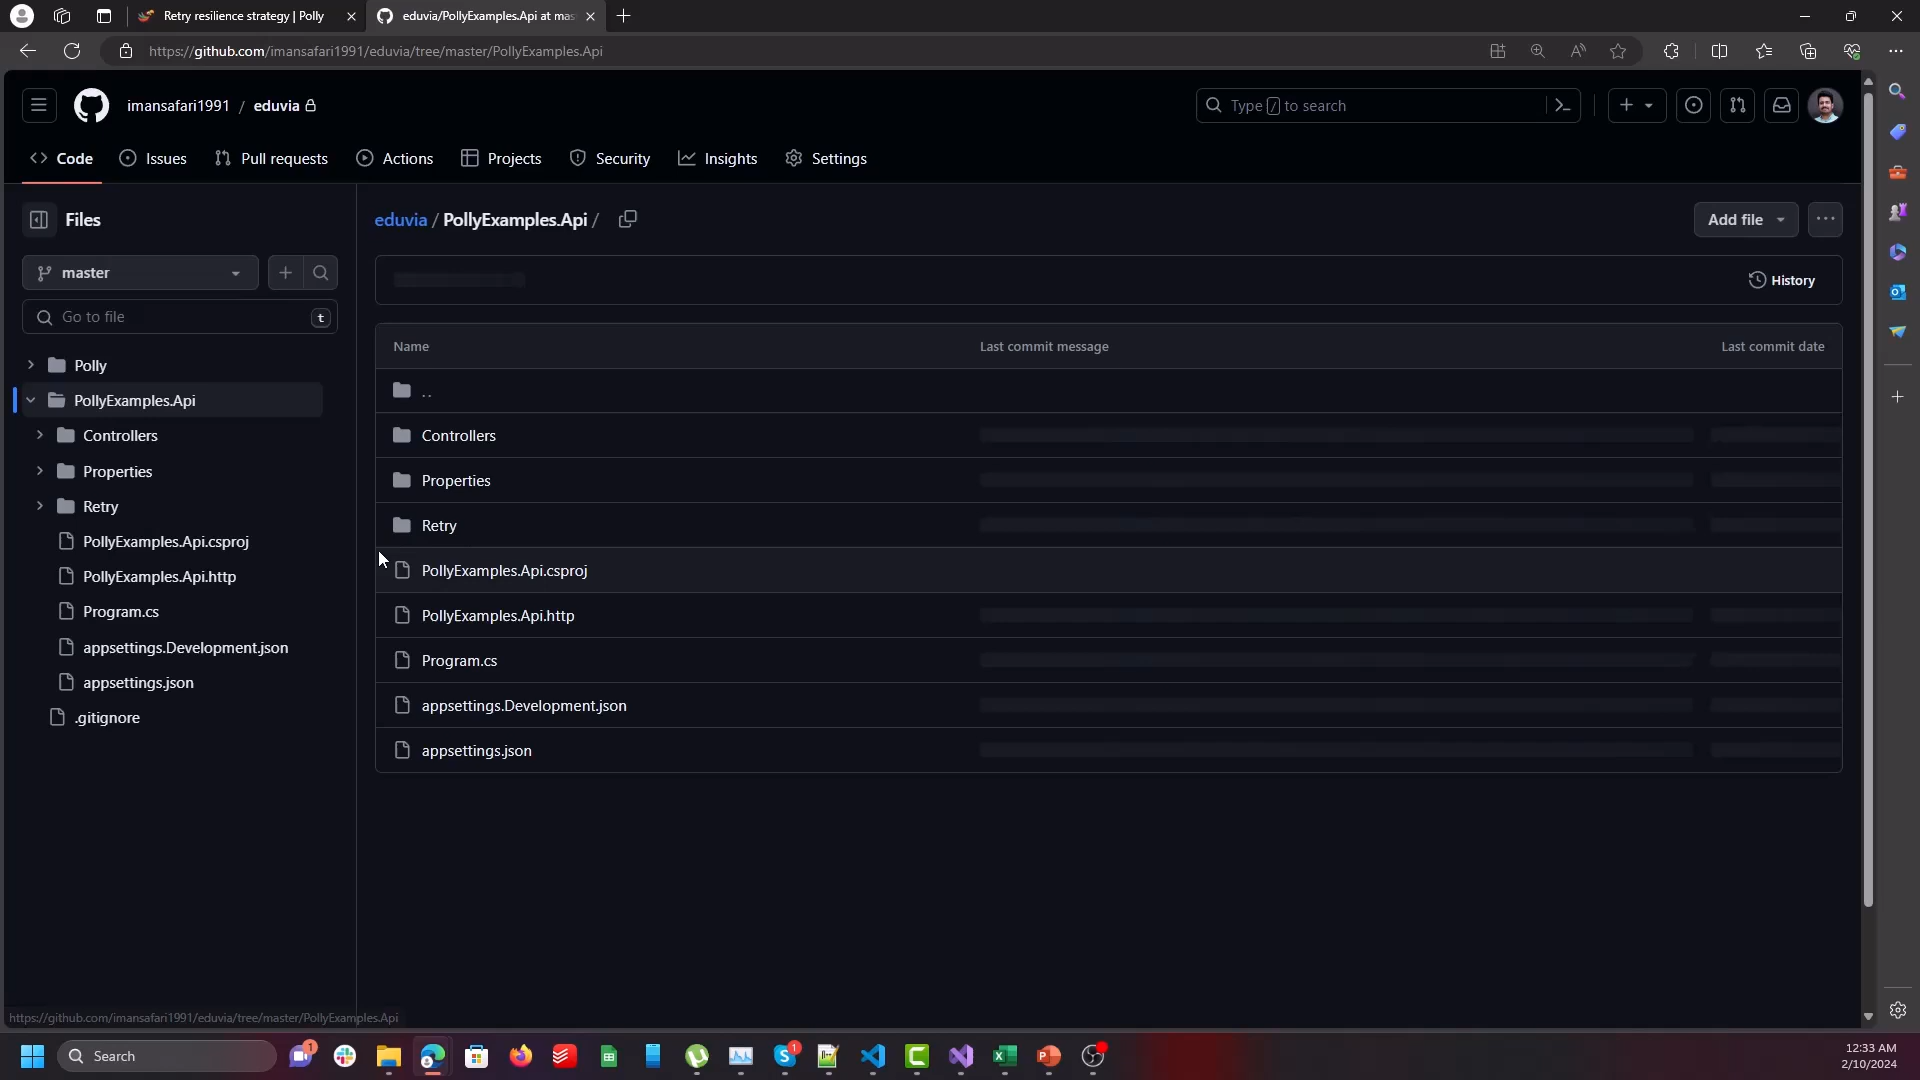 Retry resilience strategy | Polly
eduvia/PollyExamples.Api at mas
https://github.com/imansafari1991/eduvia/tree/master/PollyExamples.Api
imansafari1991 / eduvia
Type / to search
Code
Issues
Pull requests
Actions
Projects
Security
Insights
Settings
Files
eduvia / PollyExamples.Api /
Add file
master
History
Go to file
t
Name
Last commit message
Last commit date
Polly
PollyExamples.Api
Controllers
Properties
Retry
PollyExamples.Api.csproj
PollyExamples.Api.http
Program.cs
appsettings.Development.json
appsettings.json
.gitignore
..
Controllers
Properties
Retry
PollyExamples.Api.csproj
PollyExamples.Api.http
Program.cs
appsettings.Development.json
appsettings.json
https://github.com/imansafari1991/eduvia/tree/master/PollyExamples.Api
Search
1
1
12:33 AM
2/10/2024